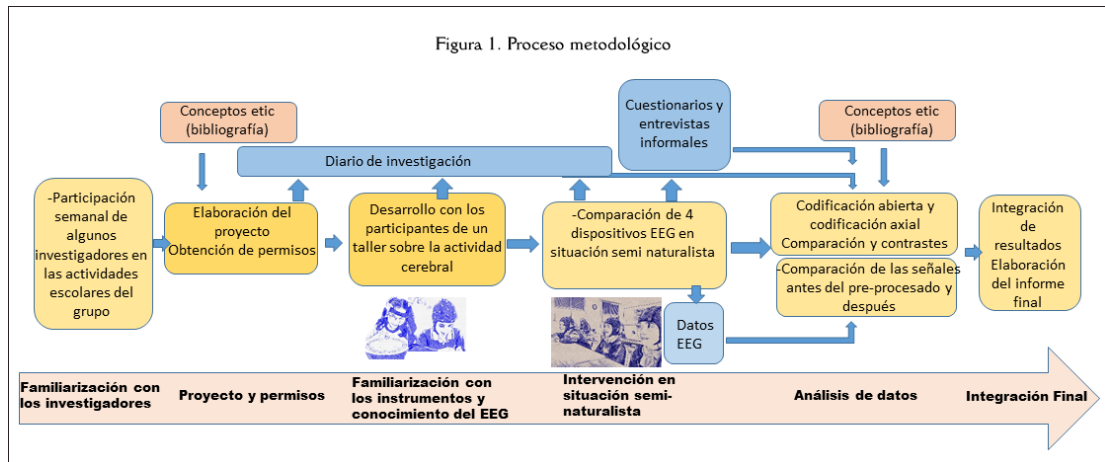 Figura 1. Proceso metodológico
Conceptos etic
(bibliografía)
Cuestionarios y
entrevistas
informales
Conceptos etic
(bibliografía)
Diario de investigación
-Participación
semanal de
algunos
investigadores en
las actividades
escolares del
grupo
Elaboración del
proyecto
Obtención de permisos
Desarrollo con los
participantes de un
taller sobre la actividad
cerebral
-Comparación de 4
dispositivos EEG en
situación semi naturalista
Datos
EEG
Codificación abierta y
codificación axial
Comparación y contrastes
-Comparación de las señales
antes del pre-procesado y
después
Integración
de
resultados
Elaboración
del informe
final
Familiarización con
los investigadores
Proyecto y permisos
Familiarización con
los instrumentos y
conocimiento del EEG
Intervención en
situación semi-
naturalista
Análisis de datos
Integración Final